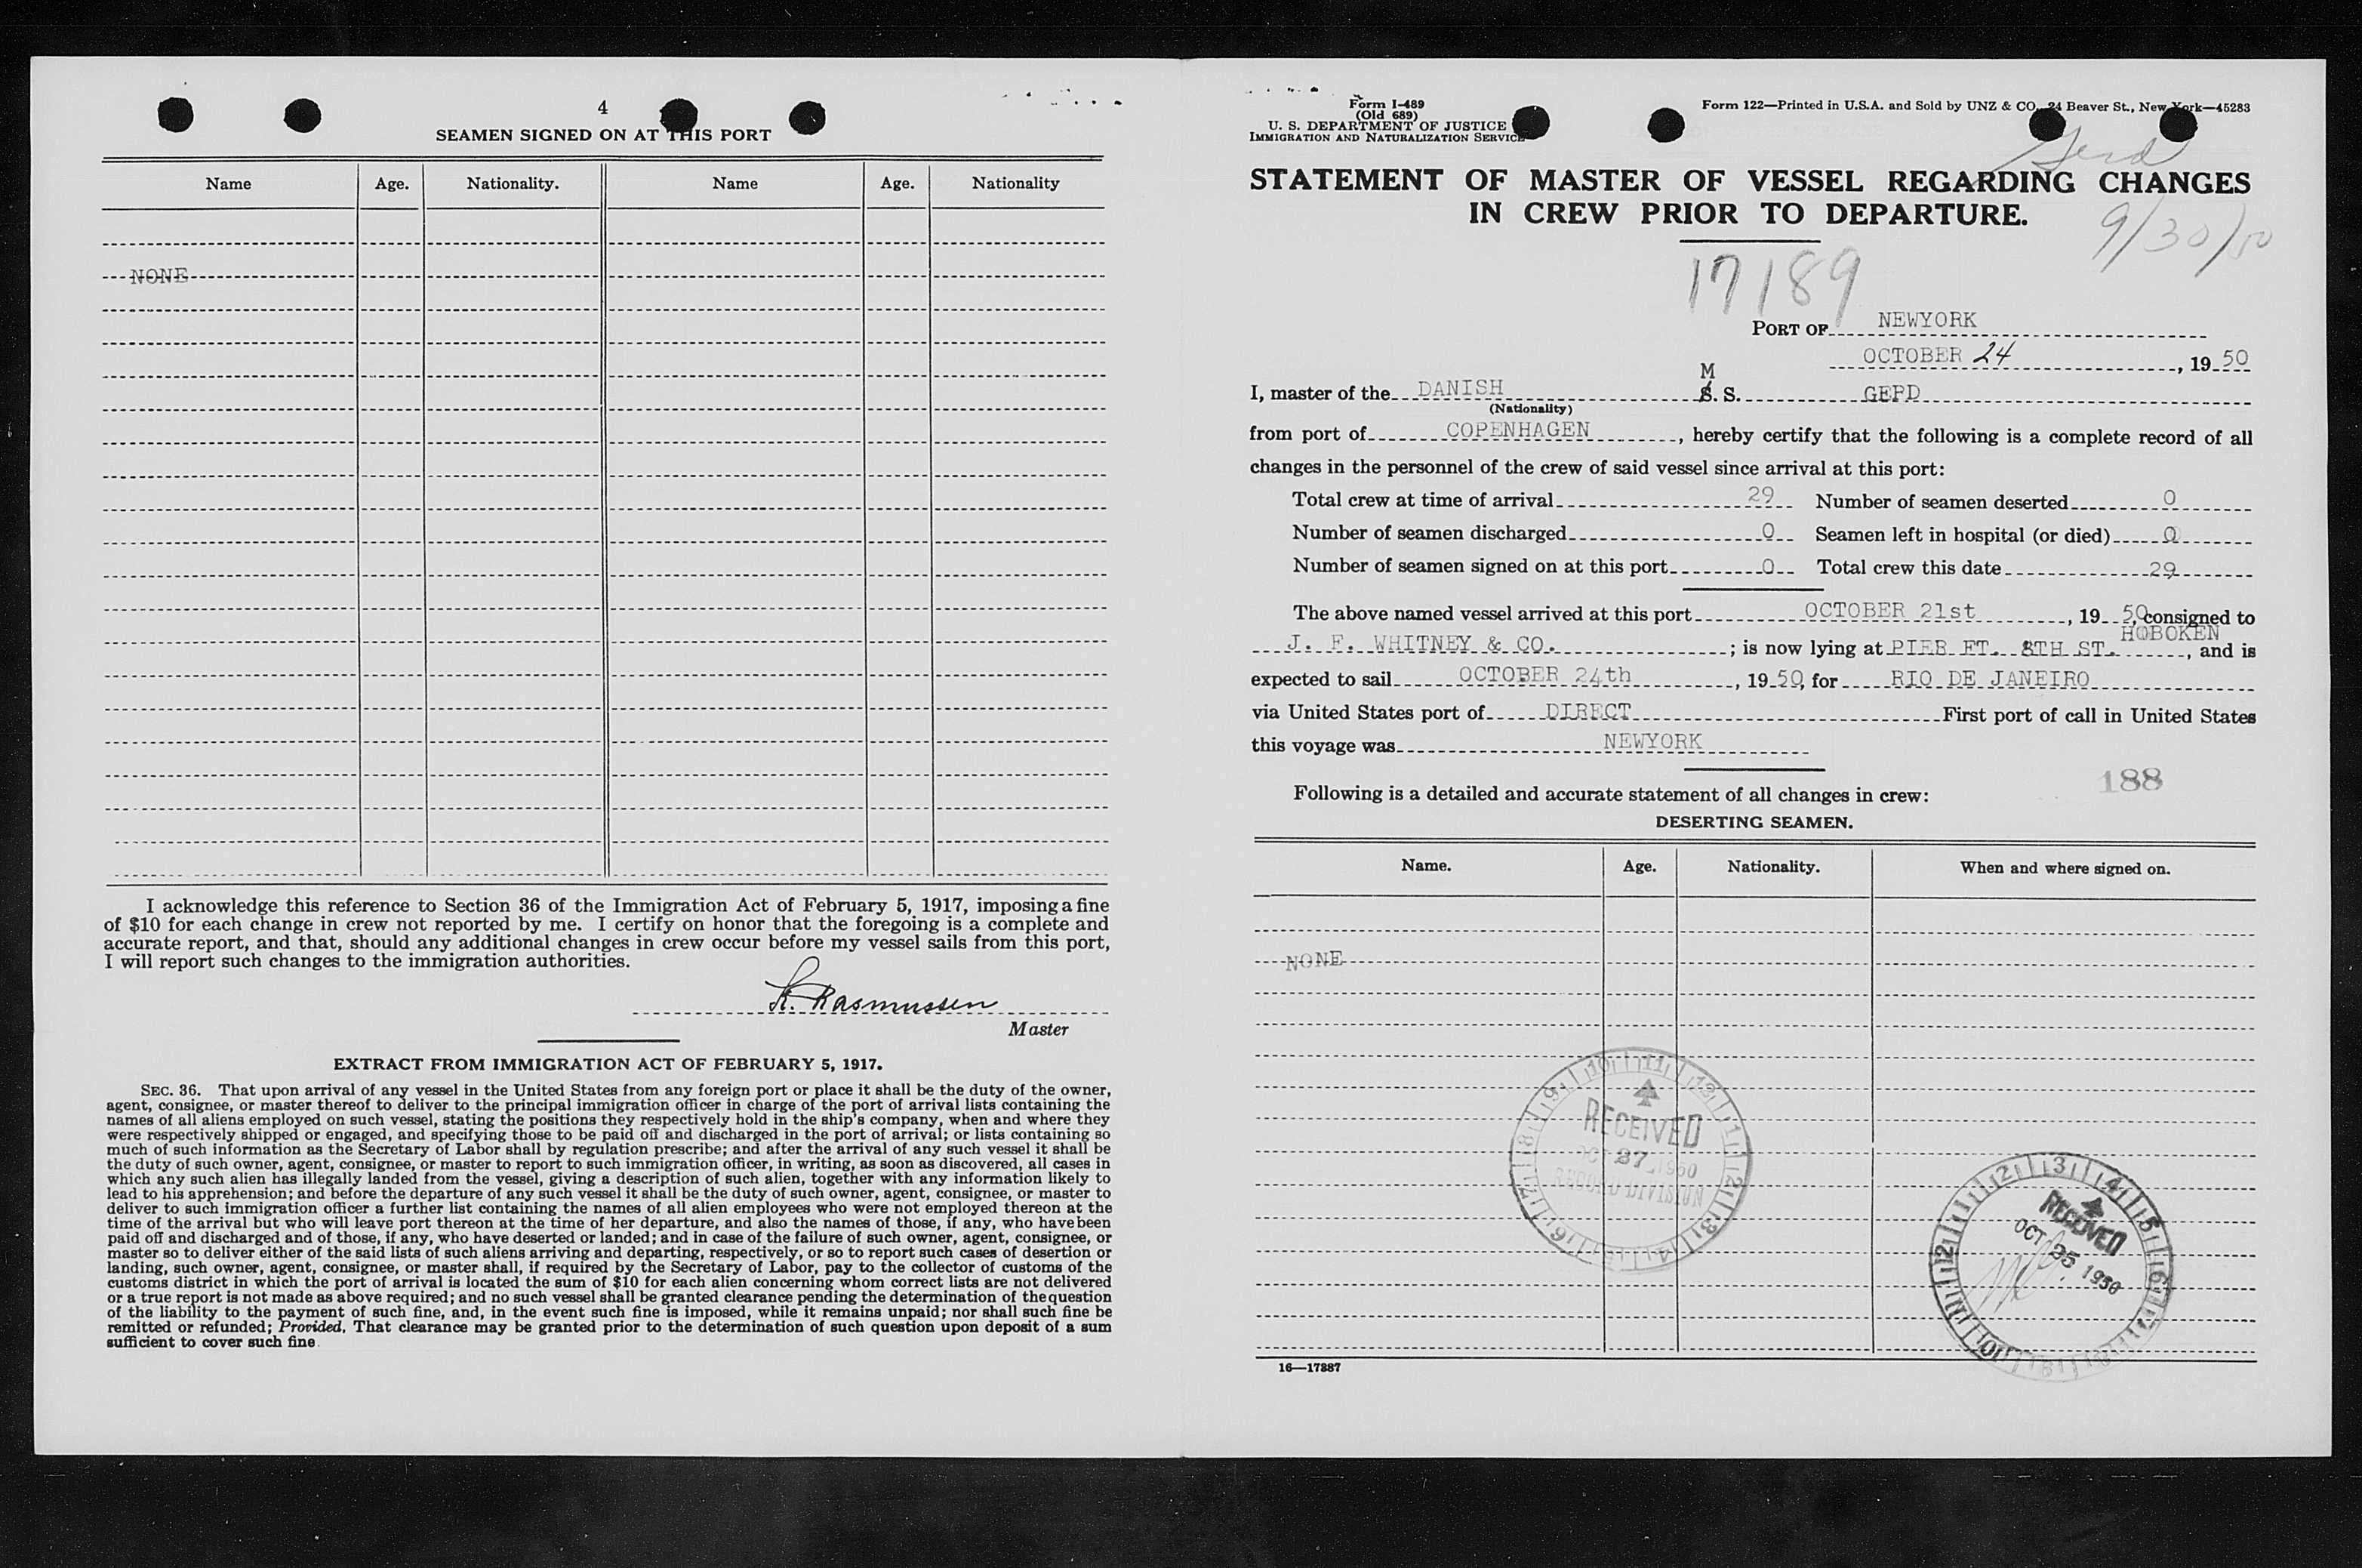 4
SEAMEN SIGNED ON AT THIS PORT
Name Age. Nationality. Name Age. Nationality
NONE
I acknowledge this reference to Section 36 of the Immigration Act of February 5, 1917, imposing a fine
of $10 for each change in crew not reported by me. I certify on honor that the foregoing is a complete and
accurate report, and that, should any additional changes in crew occur before my vessel sails from this port,
I will report such changes to the immigration authorities.
K. Rasmussen
Master
EXTRACT FROM IMMIGRATION ACT OF FEBRUARY 5, 1917.
SEC. 36. That upon arrival of any vessel in the United States from any foreign port or place it shall be the duty of the owner,
agent, consignee, or master thereof to deliver to the principal immigration officer in charge of the port of arrival lists containing the
names of all aliens employed on such vessel, stating the positions they respectively hold in the ship's company, when and where they
were respectively shipped or engaged, and specifying those to be paid off and discharged in the port of arrival; or lists containing so
much of such information as the Secretary of Labor shall by regulation prescribe; and after the arrival of any such vessel it shall be
the duty of such owner, agent, consignee, or master to report to such immigration officer, in writing, as soon as discovered, all cases in
which any such alien has illegally landed from the vessel, giving a description of such alien, together with any information likely to
lead to his apprehension; and before the departure of any such vessel it shall be the duty of such owner, agent, consignee, or master to
deliver to such immigration officer a further list containing the names of all alien employees who were not employed thereon at the
time of the arrival but who will leave port thereon at the time of her departure, and also the names of those, if any, who have been
paid off and discharged and of those, if any, who have deserted or landed; and in case of the failure of such owner, agent, consignee, or
master so to deliver either of the said lists of such aliens arriving and departing, respectively, or so to report such cases of desertion or
landing, such owner, agent, consignee, or master shall, if required by the Secretary of Labor, pay to the collector of customs of the
customs district in which the port of arrival is located the sum of $10 for each alien concerning whom correct lists are not delivered
or a true report is not made as above required; and no such vessel shall be granted clearance pending the determination of the question
of the liability to the payment of such fine, and, in the event such fine is imposed, while it remains unpaid; nor shall such fine be
remitted or refunded; Provided, That clearance may be granted prior to the determination of such question upon deposit of a sum
sufficient to cover such fine.
Form I-489
(Old 689)
U. S. DEPARTMENT OF JUSTICE
IMMIGRATION AND NATURALIZATION SERVICE
Form 122—Printed in U.S.A. and Sold by UNZ & CO., 24 Beaver St., New York—45283
Gerd
STATEMENT OF MASTER OF VESSEL REGARDING CHANGES
IN CREW PRIOR TO DEPARTURE.
9/30/50
17189
PORT OF NEWYORK
OCTOBER 24, 19 50
M
I, master of the DANISH S. S. GERD
(Nationality)
from port of COPENHAGEN, hereby certify that the following is a complete record of all
changes in the personnel of the crew of said vessel since arrival at this port:
Total crew at time of arrival 29 Number of seamen deserted 0
Number of seamen discharged 0 Seamen left in hospital (or died) 0
Number of seamen signed on at this port 0 Total crew this date 29
The above named vessel arrived at this port OCTOBER 21st, 19 50, consigned to
HOBOKEN
J. F. WHITNEY & CO.; is now lying at PIER FT. 8TH ST., and is
expected to sail OCTOBER 24th, 19 50, for RIO DE JANEIRO
via United States port of DIRECT First port of call in United States
this voyage was NEWYORK
188
Following is a detailed and accurate statement of all changes in crew:
DESERTING SEAMEN.
Name. Age. Nationality. When and where signed on.
NONE
RECEIVED
OCT 27 1950
RECORD DIVISION
RECEIVED
OCT 25 1950
16—17887